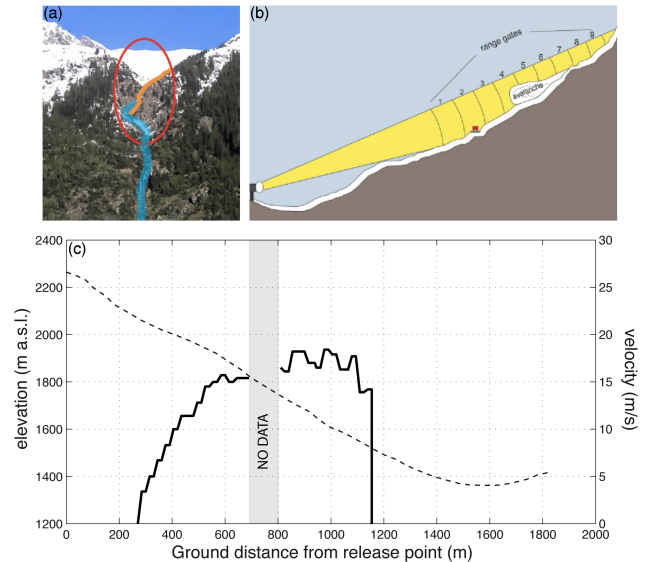 (a)
(b)
range gates
1 2 3 4 5 6 7 8 9
avalanche
(c)
2400
2200
2000
1800
1600
1400
1200
elevation (m a.s.l.)
30
25
20
15
10
5
0
velocity (m/s)
NO DATA
0 200 400 600 800 1000 1200 1400 1600 1800 2000
Ground distance from release point (m)